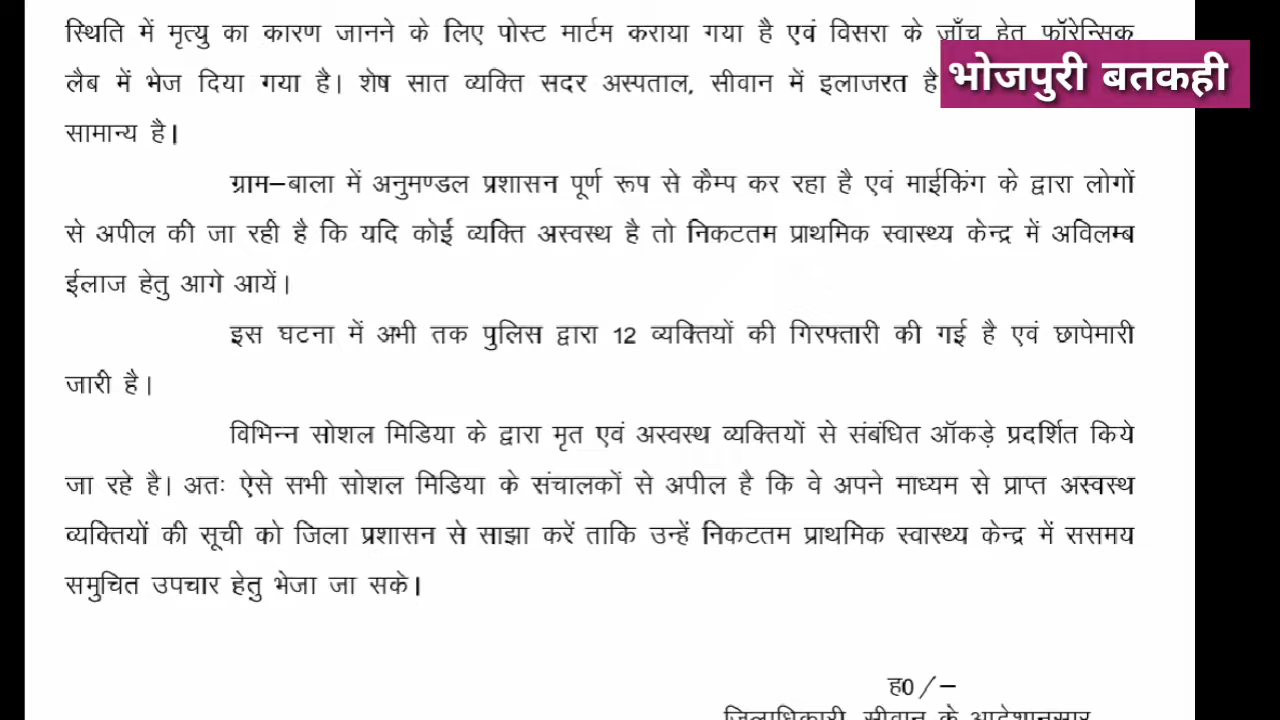 स्थिति में मृत्यु का कारण जानने के लिए पोस्ट मार्टम कराया गया है एवं विसरा के जाँच हेतु फॉरेन्सिक
लैब में भेज दिया गया है। शेष सात व्यक्ति सदर अस्पताल, सीवान में इलाजरत है
भोजपुरी बतकही
सामान्य है।
ग्राम–बाला में अनुमण्डल प्रशासन पूर्ण रूप से कैम्प कर रहा है एवं माईकिंग के द्वारा लोगों
से अपील की जा रही है कि यदि कोई व्यक्ति अस्वस्थ है तो निकटतम प्राथमिक स्वास्थ्य केन्द्र में अविलम्ब
ईलाज हेतु आगे आयें।
इस घटना में अभी तक पुलिस द्वारा 12 व्यक्तियों की गिरफ्तारी की गई है एवं छापेमारी
जारी है।
विभिन्न सोशल मिडिया के द्वारा मृत एवं अस्वस्थ व्यक्तियों से संबंधित ऑकड़े प्रदर्शित किये
जा रहे है। अतः ऐसे सभी सोशल मिडिया के संचालकों से अपील है कि वे अपने माध्यम से प्राप्त अस्वस्थ
व्यक्तियों की सूची को जिला प्रशासन से साझा करें ताकि उन्हें निकटतम प्राथमिक स्वास्थ्य केन्द्र में ससमय
समुचित उपचार हेतु भेजा जा सके।
ह0/–
जिलाधिकारी, सीवान के आदेशानुसार